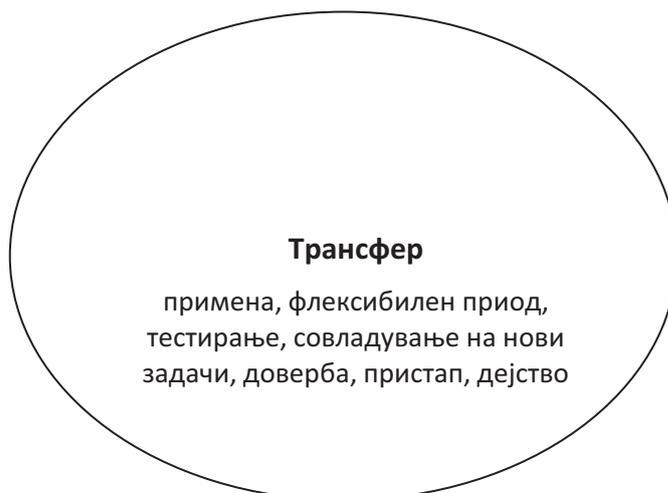 Трансфер
примена, флексибилен приод,
тестирање, совладување на нови
задачи, доверба, пристап, дејство